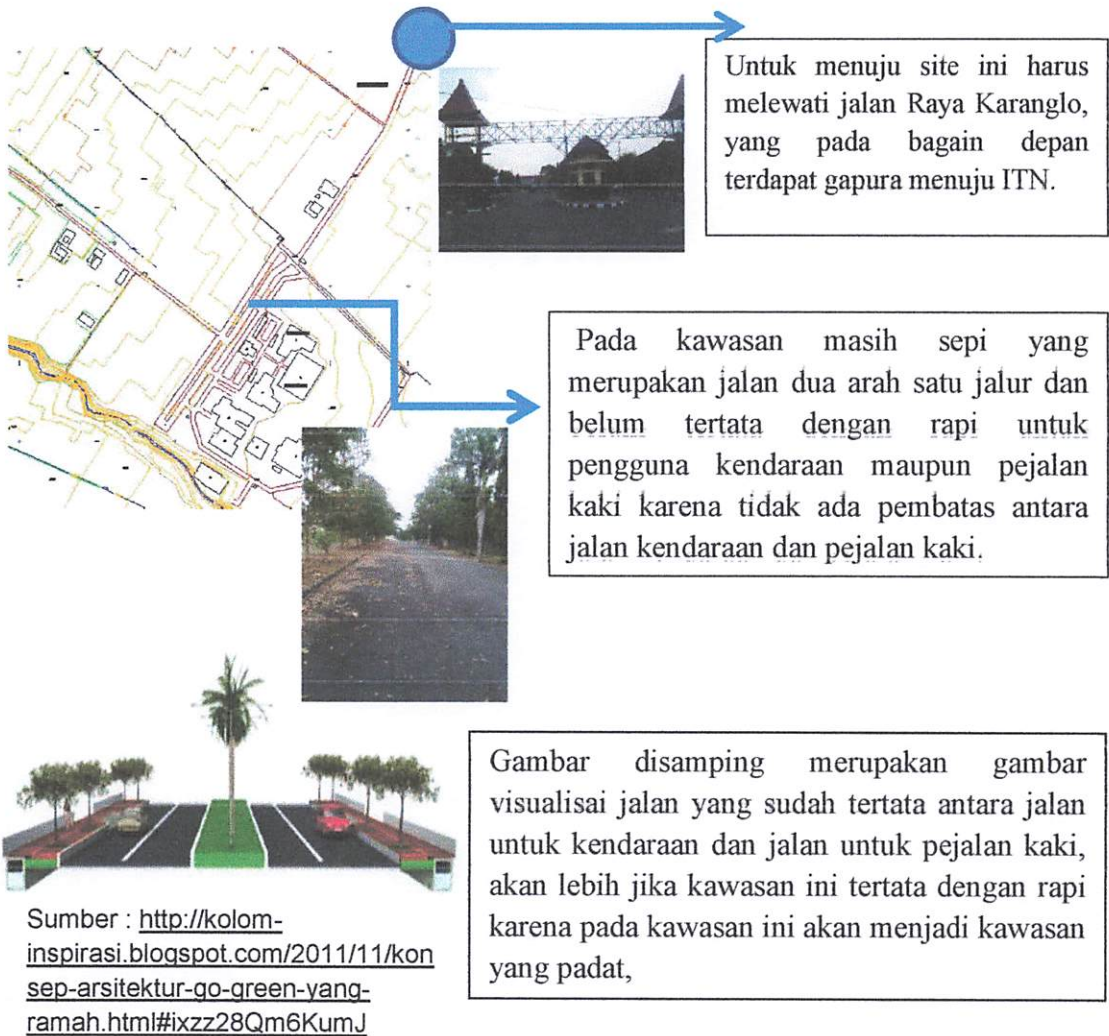 Untuk menuju site ini harus
melewati jalan Raya Karanglo,
yang pada bagain depan
terdapat gapura menuju ITN.
Pada kawasan masih sepi yang
merupakan jalan dua arah satu jalur dan
belum tertata dengan rapi untuk
pengguna kendaraan maupun pejalan
kaki karena tidak ada pembatas antara
jalan kendaraan dan pejalan kaki.
Gambar disamping merupakan gambar
visualisai jalan yang sudah tertata antara jalan
untuk kendaraan dan jalan untuk pejalan kaki,
akan lebih jika kawasan ini tertata dengan rapi
karena pada kawasan ini akan menjadi kawasan
yang padat,
Sumber : http://kolom-
inspirasi.blogspot.com/2011/11/kon
sep-arsitektur-go-green-yang-
ramah.html#ixzz28Qm6KumJ